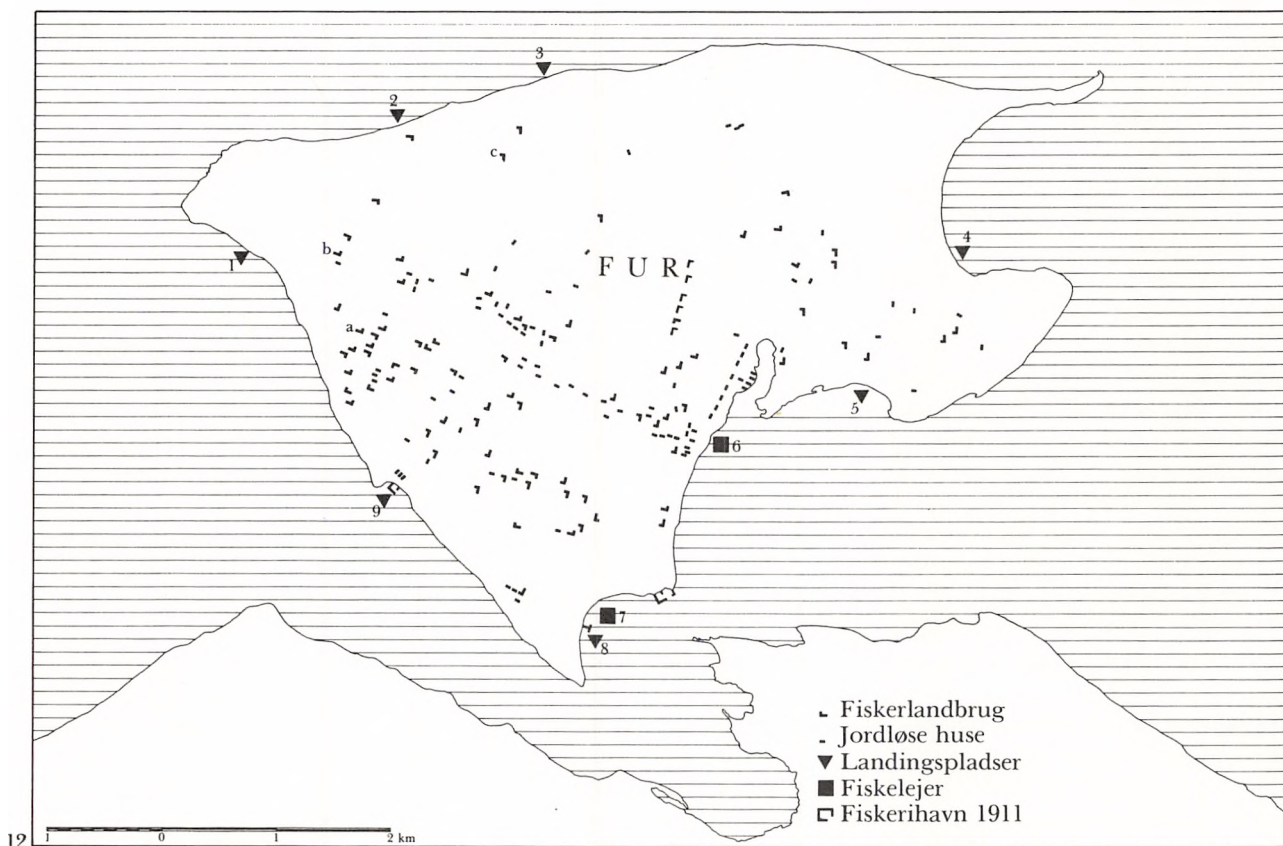 3
2
c
b
1
4
F U R
a
5
6
9
7
8
Fiskerlandbrug
Jordløse huse
Landingspladser
Fiskelejer
Fiskerihavn 1911
12
1 0 1 2 km